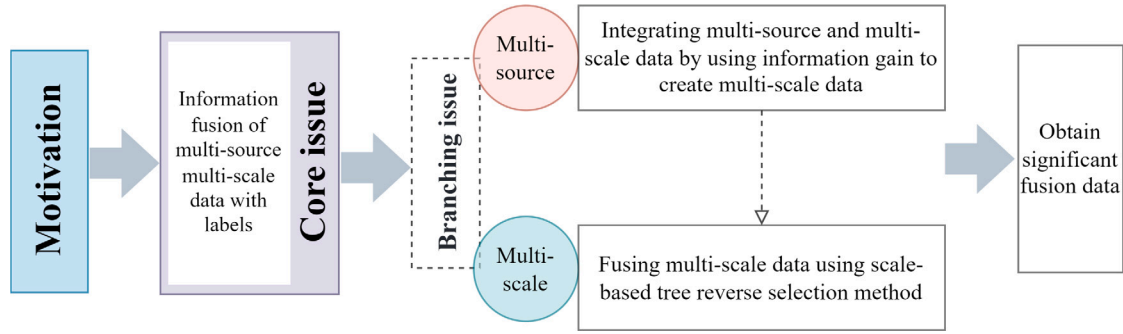 Motivation
Information
fusion of
multi-source
multi-scale
data with
labels
Core issue
Branching issue
Multi-
source
Integrating multi-source and multi-
scale data by using information gain to
create multi-scale data
Multi-
scale
Fusing multi-scale data using scale-
based tree reverse selection method
Obtain
significant
fusion data